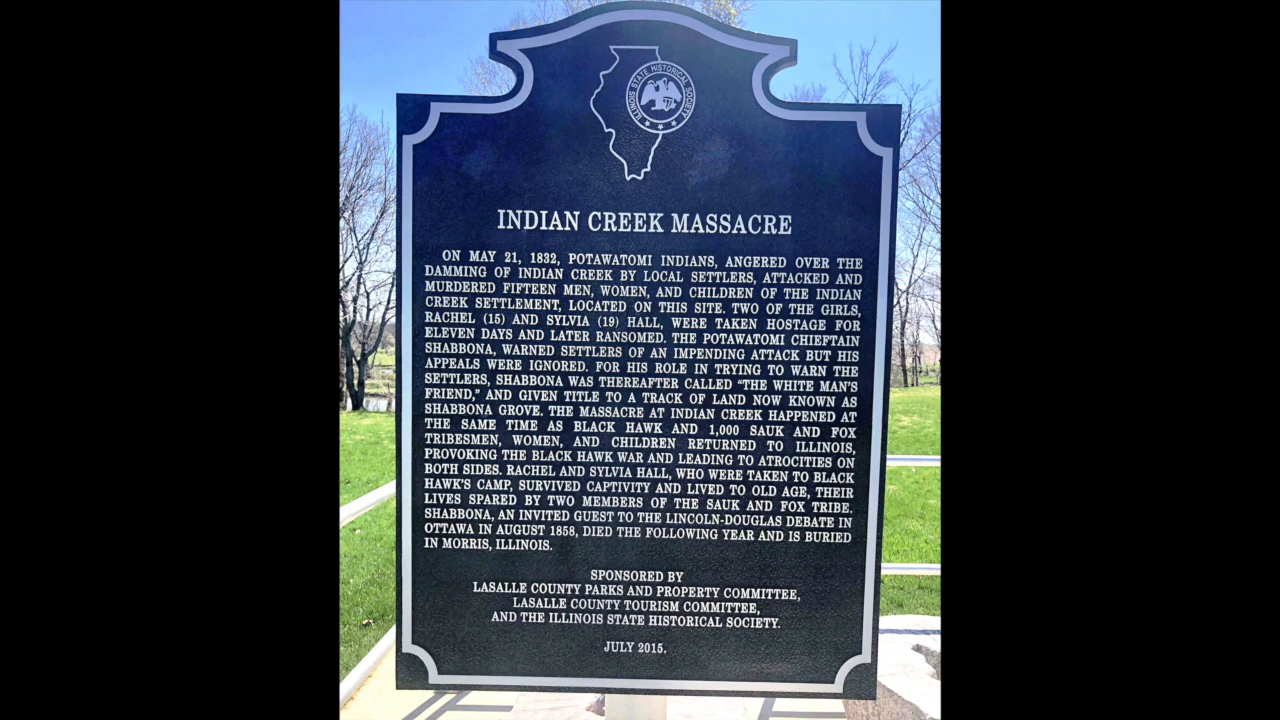 ILLINOIS STATE HISTORICAL SOCIETY
INDIAN CREEK MASSACRE
ON MAY 21, 1832, POTAWATOMI INDIANS, ANGERED OVER THE
DAMMING OF INDIAN CREEK BY LOCAL SETTLERS, ATTACKED AND
MURDERED FIFTEEN MEN, WOMEN, AND CHILDREN OF THE INDIAN
CREEK SETTLEMENT, LOCATED ON THIS SITE. TWO OF THE GIRLS,
RACHEL (15) AND SYLVIA (19) HALL, WERE TAKEN HOSTAGE FOR
ELEVEN DAYS AND LATER RANSOMED. THE POTAWATOMI CHIEFTAIN
SHABBONA, WARNED SETTLERS OF AN IMPENDING ATTACK BUT HIS
APPEALS WERE IGNORED. FOR HIS ROLE IN TRYING TO WARN THE
SETTLERS, SHABBONA WAS THEREAFTER CALLED “THE WHITE MAN'S
FRIEND,” AND GIVEN TITLE TO A TRACK OF LAND NOW KNOWN AS
SHABBONA GROVE. THE MASSACRE AT INDIAN CREEK HAPPENED AT
THE SAME TIME AS BLACK HAWK AND 1,000 SAUK AND FOX
TRIBESMEN, WOMEN, AND CHILDREN RETURNED TO ILLINOIS,
PROVOKING THE BLACK HAWK WAR AND LEADING TO ATROCITIES ON
BOTH SIDES. RACHEL AND SYLVIA HALL, WHO WERE TAKEN TO BLACK
HAWK'S CAMP, SURVIVED CAPTIVITY AND LIVED TO OLD AGE, THEIR
LIVES SPARED BY TWO MEMBERS OF THE SAUK AND FOX TRIBE.
SHABBONA, AN INVITED GUEST TO THE LINCOLN-DOUGLAS DEBATE IN
OTTAWA IN AUGUST 1858, DIED THE FOLLOWING YEAR AND IS BURIED
IN MORRIS, ILLINOIS.
SPONSORED BY
LASALLE COUNTY PARKS AND PROPERTY COMMITTEE,
LASALLE COUNTY TOURISM COMMITTEE,
AND THE ILLINOIS STATE HISTORICAL SOCIETY.
JULY 2015.